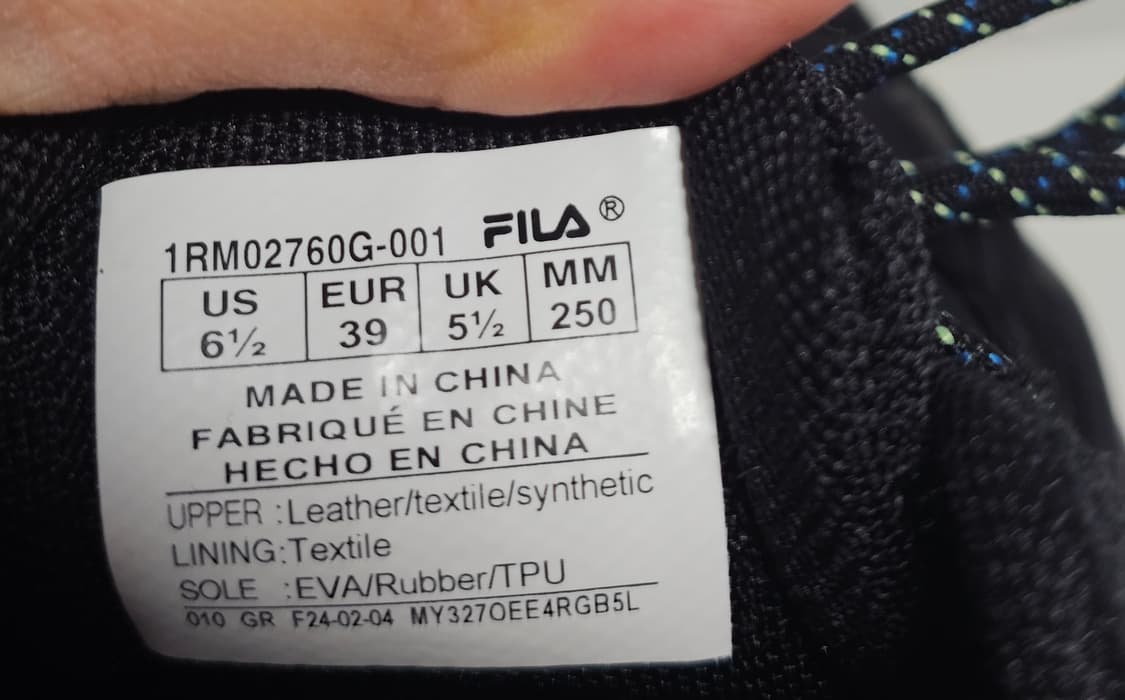 1RM02760G-001 FILA®
US EUR UK MM
6½ 39 5½ 250
MADE IN CHINA
FABRIQUÉ EN CHINE
HECHO EN CHINA
UPPER :Leather/textile/synthetic
LINING:Textile
SOLE :EVA/Rubber/TPU
010 GR F24-02-04 MY327OEE4RGB5L